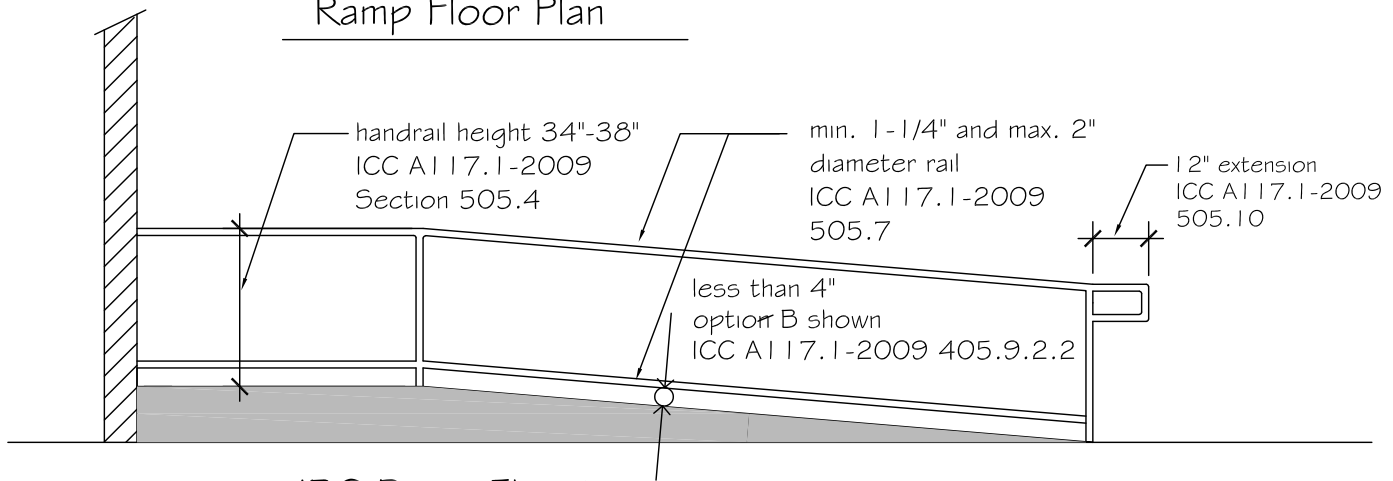 Ramp Floor Plan
handrail height 34"-38"
ICC A117.1-2009
Section 505.4
min. 1-1/4" and max. 2"
diameter rail
ICC A117.1-2009
505.7
12" extension
ICC A117.1-2009
505.10
less than 4"
option B shown
ICC A117.1-2009 405.9.2.2